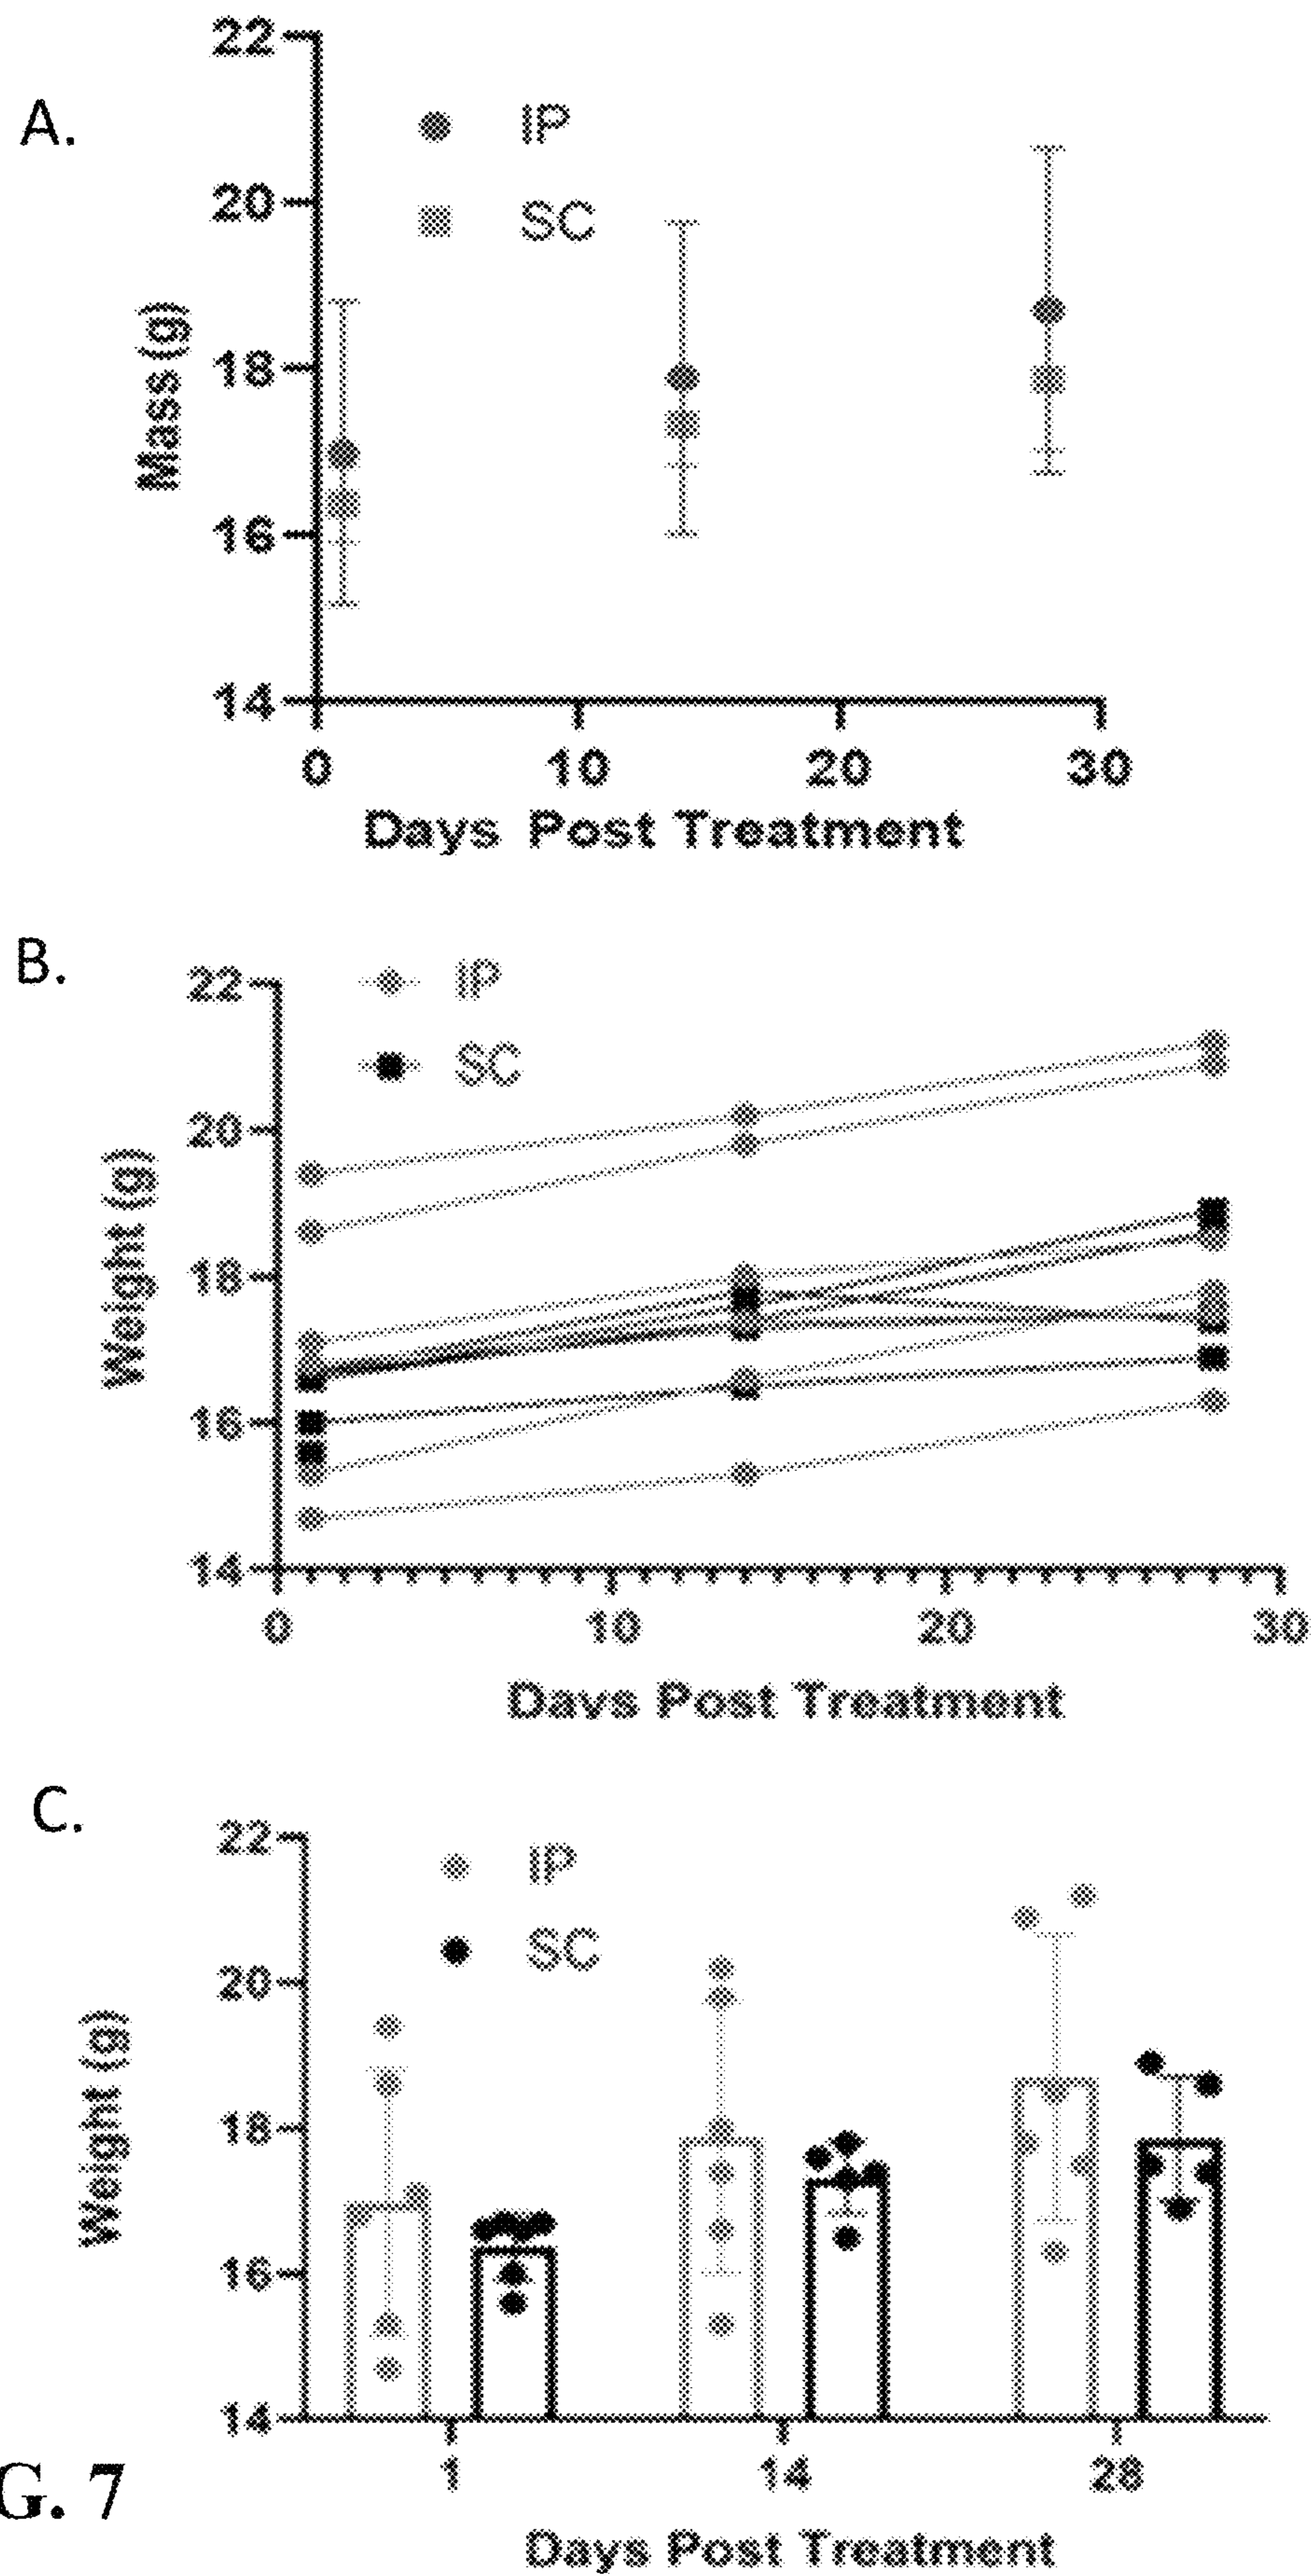 A.
22
20
18
16
14
IP
SC
Mass (g)
0 10 20 30
Days Post Treatment
B.
22
20
18
16
14
IP
SC
Weight (g)
0 10 20 30
Days Post Treatment
C.
22
20
18
16
14
IP
SC
Weight (g)
1 14 28
Days Post Treatment
G. 7